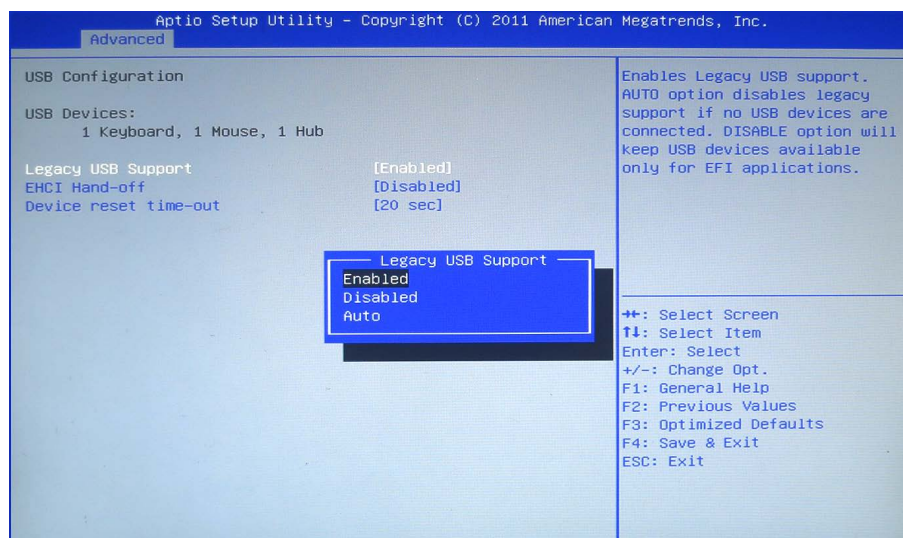 Aptio Setup Utility – Copyright (C) 2011 American Megatrends, Inc.
Advanced
USB Configuration
USB Devices:
1 Keyboard, 1 Mouse, 1 Hub
Legacy USB Support [Enabled]
EHCI Hand-off [Disabled]
Device reset time-out [20 sec]
Legacy USB Support
Enabled
Disabled
Auto
Enables Legacy USB support.
AUTO option disables legacy
support if no USB devices are
connected. DISABLE option will
keep USB devices available
only for EFI applications.
→←: Select Screen
↑↓: Select Item
Enter: Select
+/-: Change Opt.
F1: General Help
F2: Previous Values
F3: Optimized Defaults
F4: Save & Exit
ESC: Exit